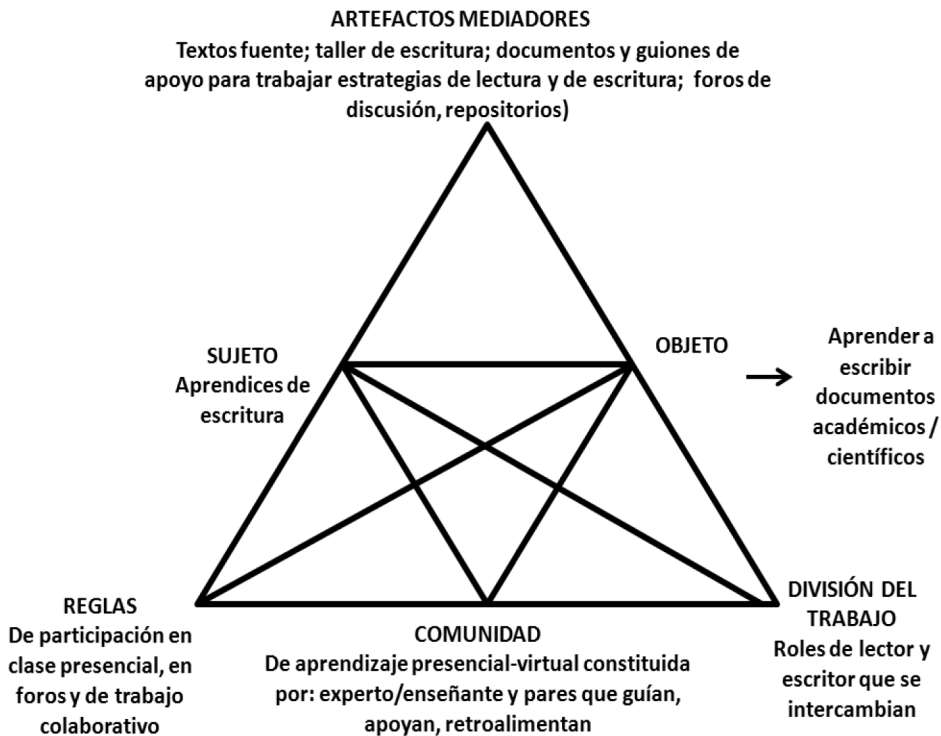 ARTEFACTOS MEDIADORES
Textos fuente; taller de escritura; documentos y guiones de
apoyo para trabajar estrategias de lectura y de escritura; foros de
discusión, repositorios)
SUJETO
Aprendices de
escritura
OBJETO
Aprender a
escribir
documentos
académicos /
científicos
REGLAS
De participación en
clase presencial, en
foros y de trabajo
colaborativo
COMUNIDAD
De aprendizaje presencial-virtual constituida
por: experto/enseñante y pares que guían,
apoyan, retroalimentan
DIVISIÓN DEL
TRABAJO
Roles de lector y
escritor que se
intercambian